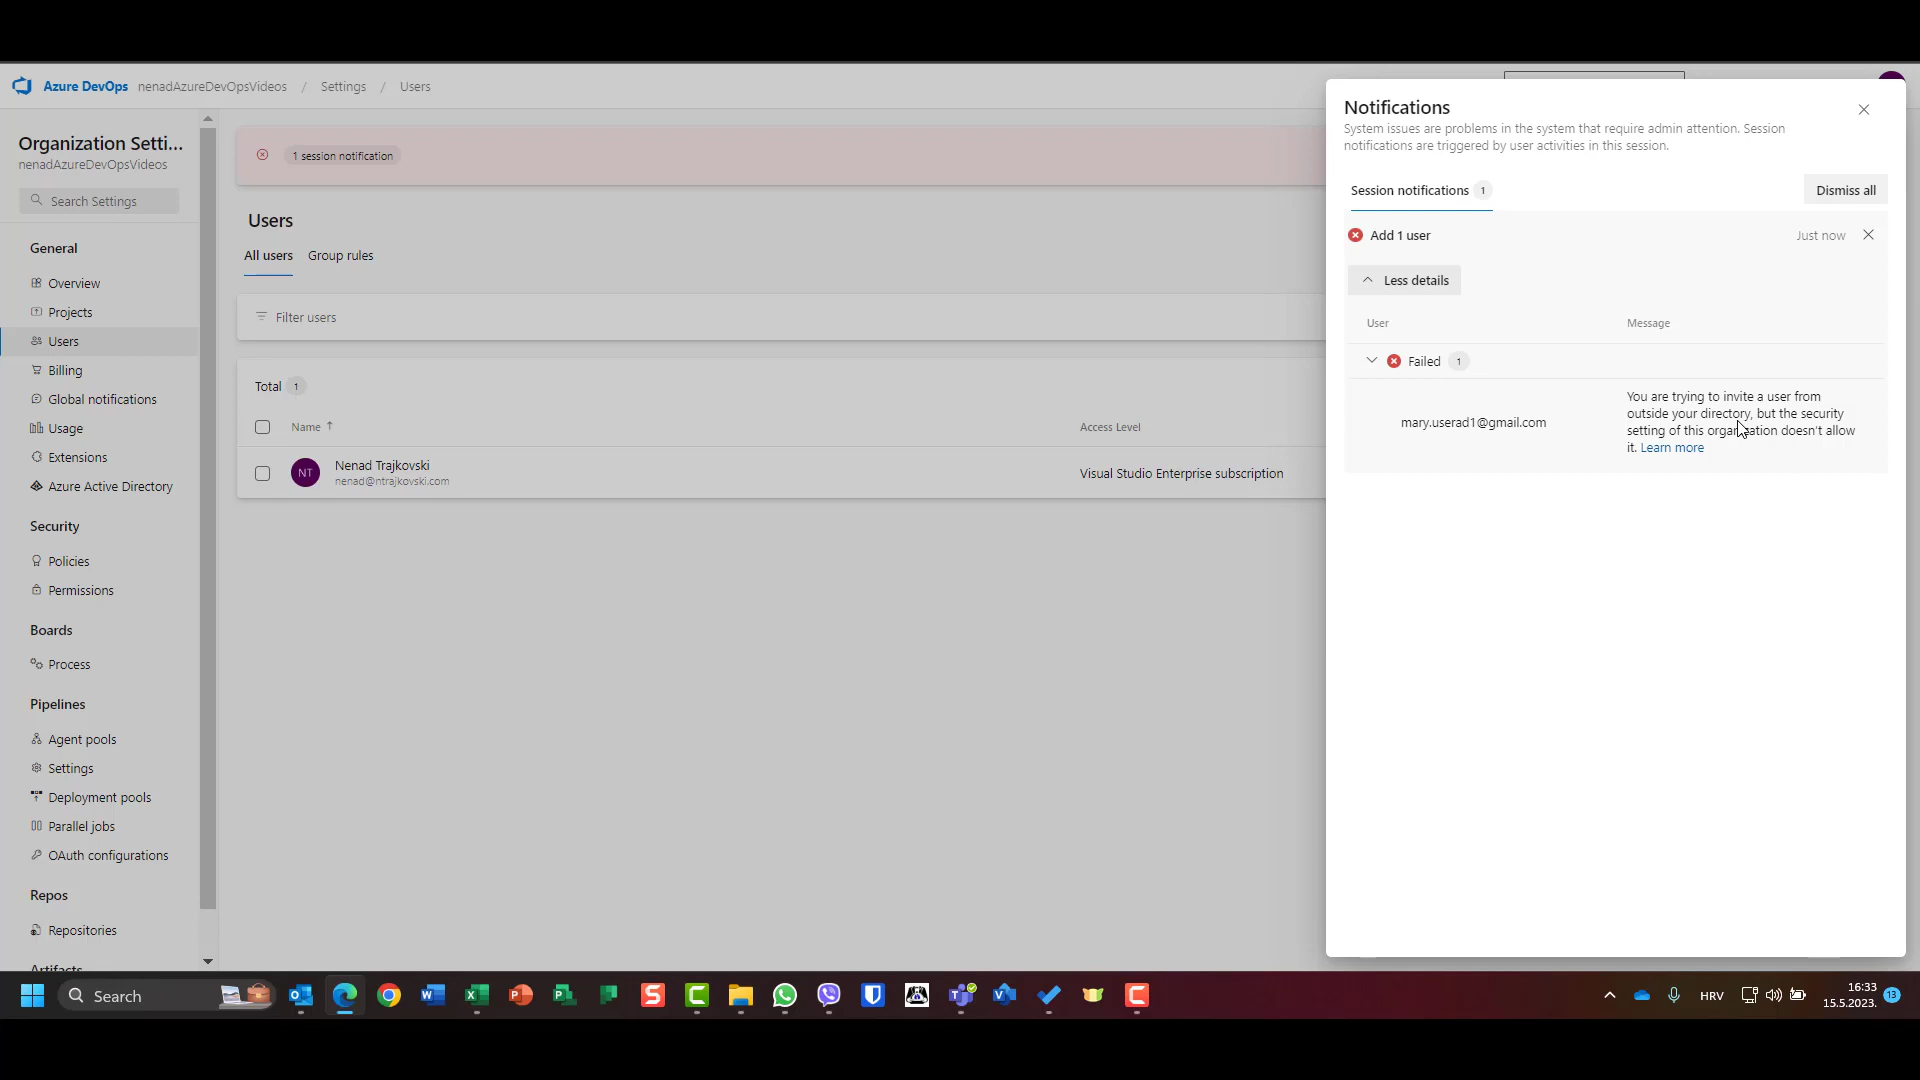 Azure DevOps nenadAzureDevOpsVideos / Settings / Users
Organization Setti...
nenadAzureDevOpsVideos
Search Settings
General
Overview
Projects
Users
Billing
Global notifications
Usage
Extensions
Azure Active Directory
Security
Policies
Permissions
Boards
Process
Pipelines
Agent pools
Settings
Deployment pools
Parallel jobs
OAuth configurations
Repos
Repositories
Artifacts
1 session notification
Users
All users Group rules
Filter users
Total 1
Name ↑ Access Level
NT Nenad Trajkovski Visual Studio Enterprise subscription
nenad@ntrajkovski.com
Notifications
System issues are problems in the system that require admin attention. Session
notifications are triggered by user activities in this session.
Session notifications 1 Dismiss all
Add 1 user Just now
Less details
User Message
Failed 1
mary.userad1@gmail.com
You are trying to invite a user from
outside your directory, but the security
setting of this organization doesn't allow
it. Learn more
Search
HRV
16:33
15.5.2023.
13